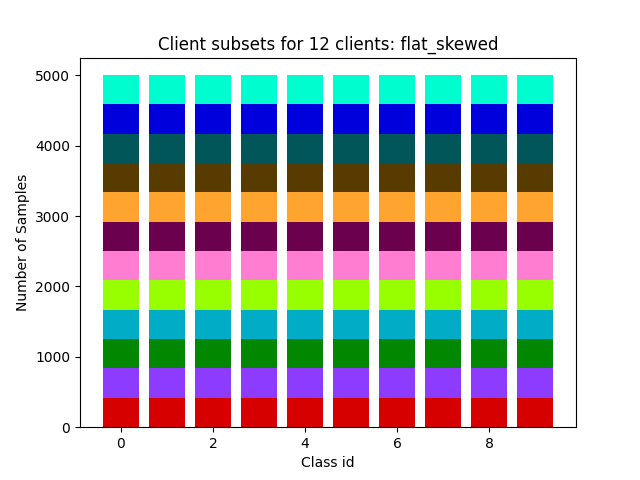 Client subsets for 12 clients: flat_skewed
5000
4000
3000
2000
1000
0
Number of Samples
0 2 4 6 8
Class id